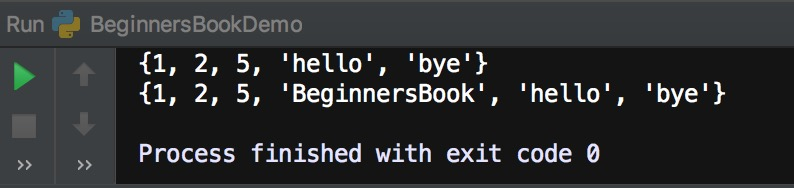 Run BeginnersBookDemo
{1, 2, 5, 'hello', 'bye'}
{1, 2, 5, 'BeginnersBook', 'hello', 'bye'}
Process finished with exit code 0